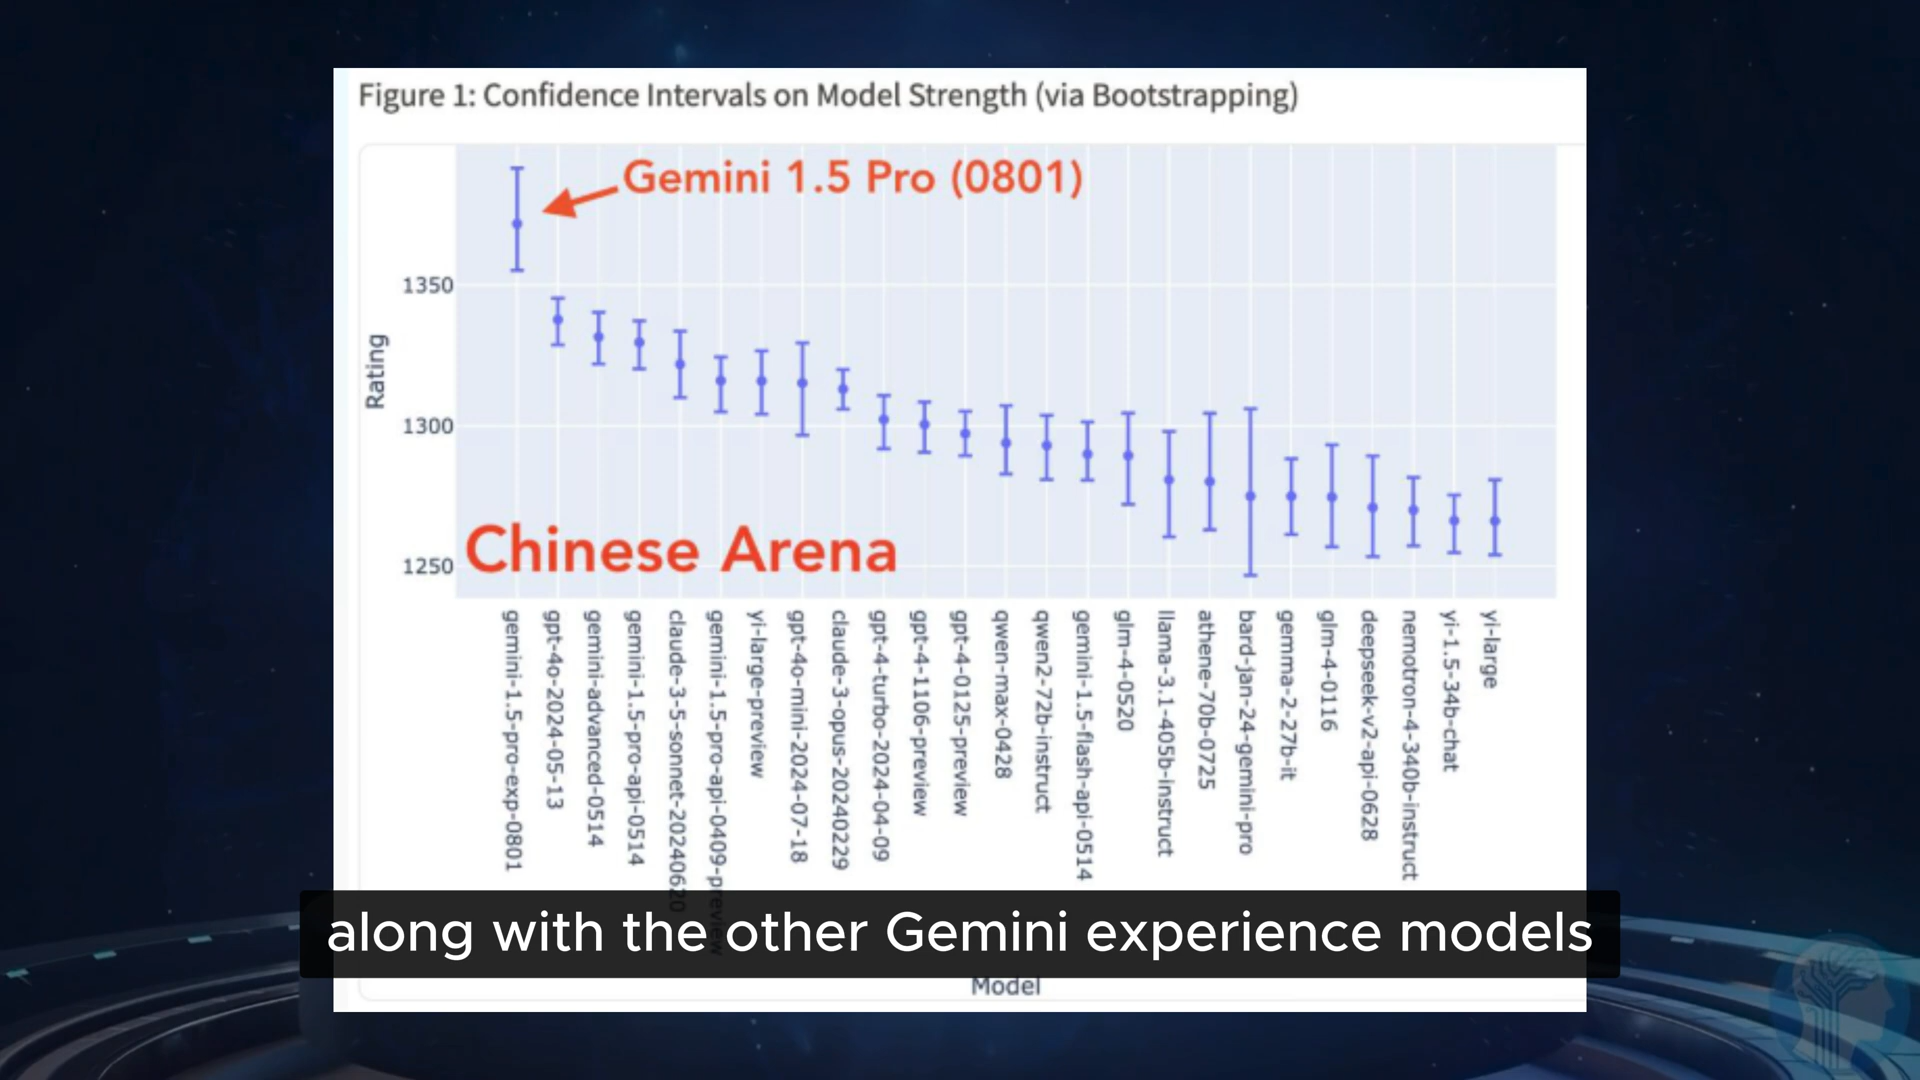 Figure 1: Confidence Intervals on Model Strength (via Bootstrapping)
Gemini 1.5 Pro (0801)
1350
Rating
1300
1250
Chinese Arena
gemini-1.5-pro-exp-0801
gpt-4o-2024-05-13
gemini-advanced-0514
gemini-1.5-pro-api-0514
claude-3-5-sonnet-20240620
gemini-1.5-pro-api-0409-preview
yi-large-preview
gpt-4o-mini-2024-07-18
claude-3-opus-20240229
gpt-4-turbo-2024-04-09
gpt-4-1106-preview
gpt-4-0125-preview
qwen-max-0428
qwen2-72b-instruct
gemini-1.5-flash-api-0514
glm-4-0520
llama-3.1-405b-instruct
athene-70b-0725
bard-jan-24-gemini-pro
gemma-2-27b-it
glm-4-0116
deepseek-v2-api-0628
nemotron-4-340b-instruct
yi-1.5-34b-chat
yi-large
along with the other Gemini experience models
Model